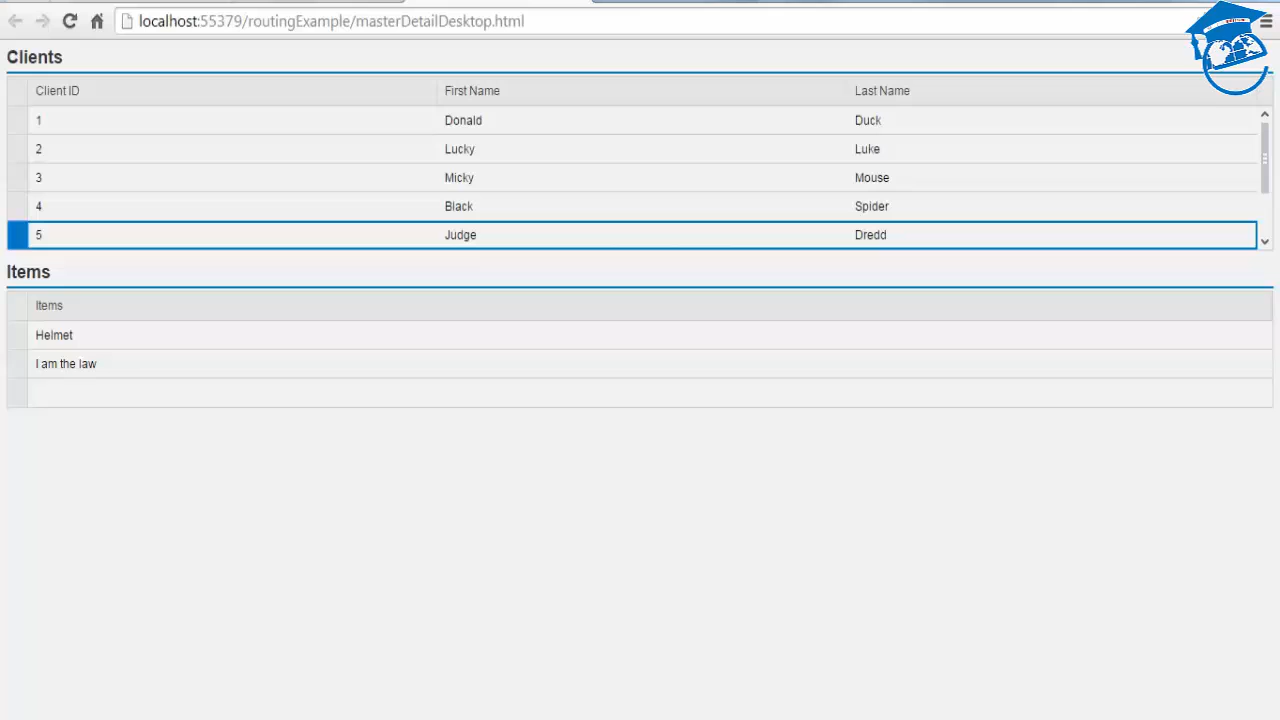 localhost:55379/routingExample/masterDetailDesktop.html
Clients
Client ID First Name Last Name
1 Donald Duck
2 Lucky Luke
3 Micky Mouse
4 Black Spider
5 Judge Dredd
Items
Items
Helmet
I am the law